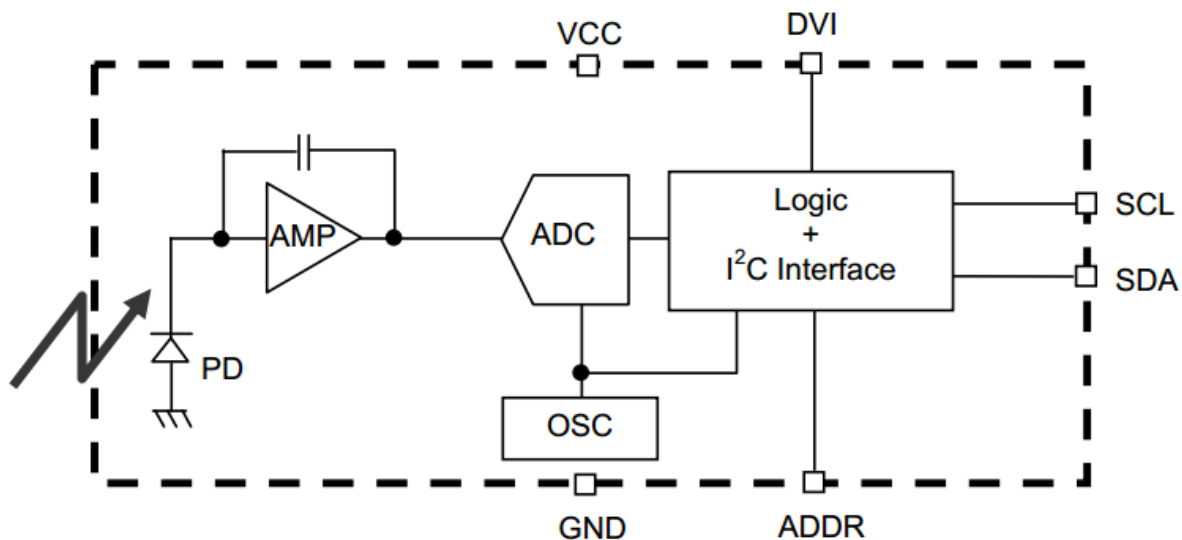 VCC
DVI
AMP
ADC
Logic
+
I²C Interface
SCL
SDA
PD
OSC
GND
ADDR